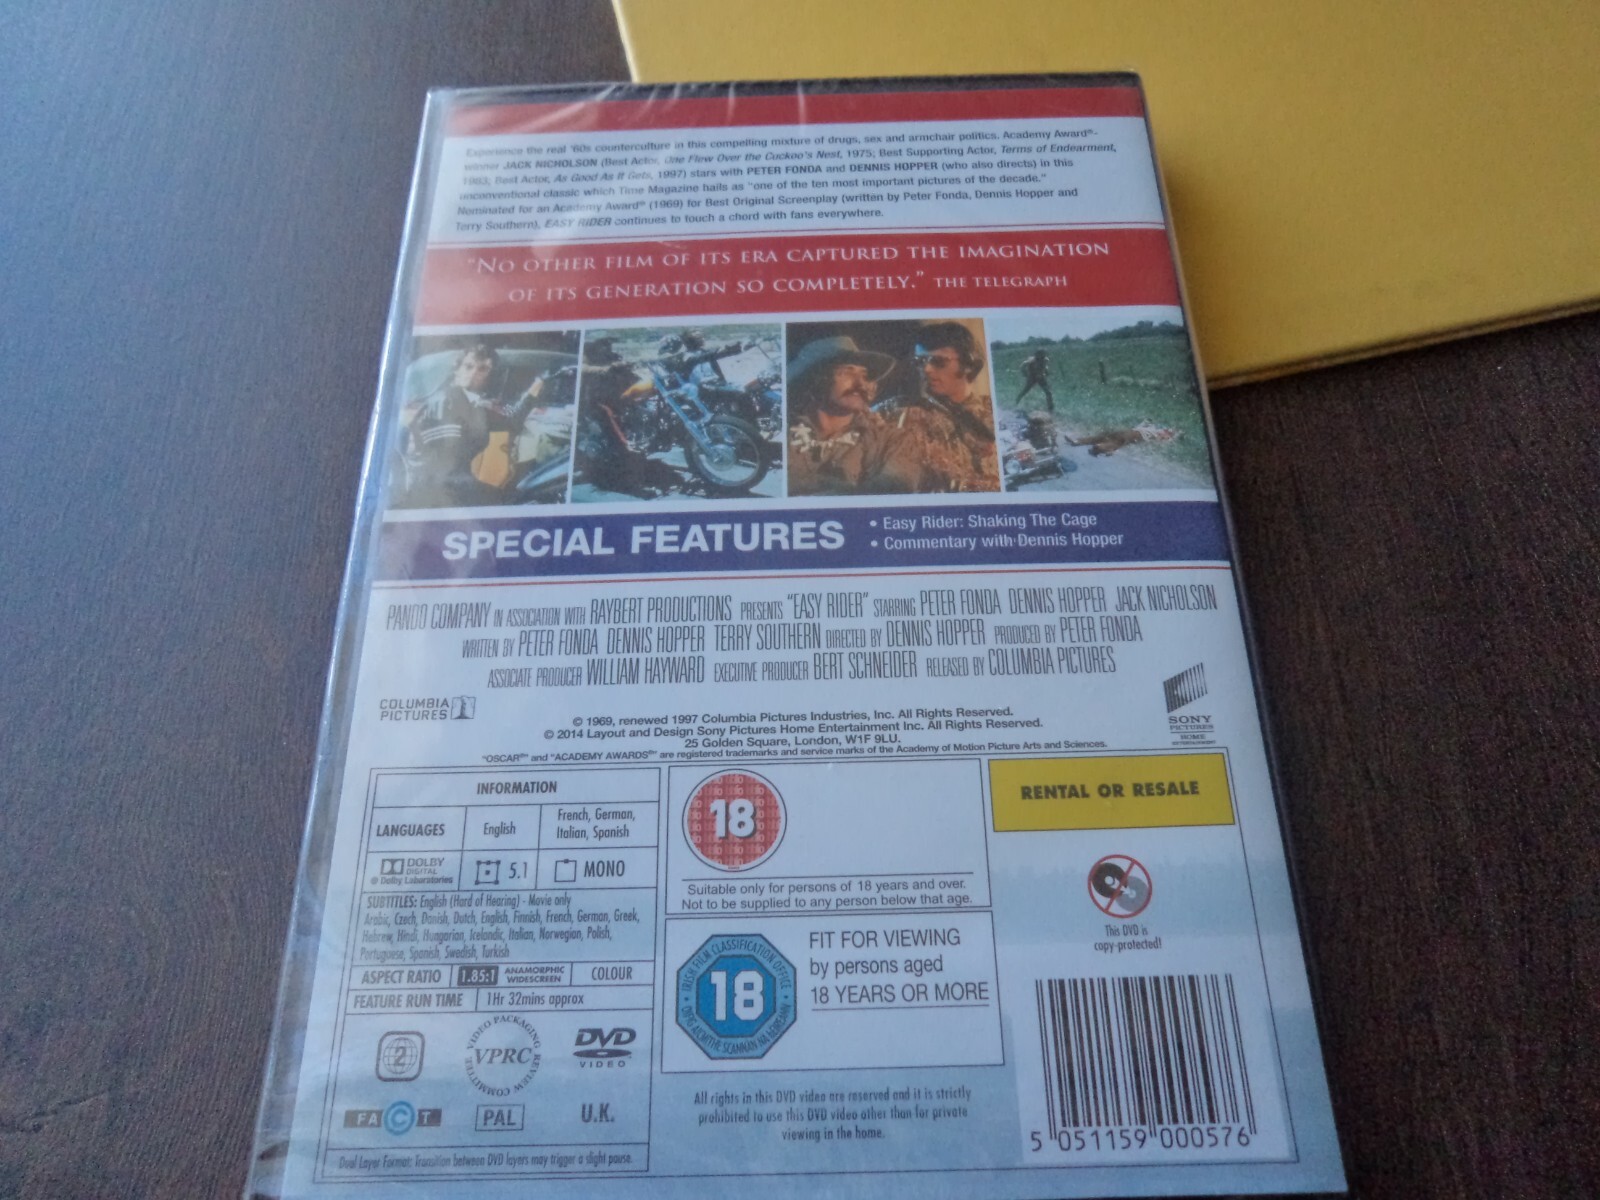 Experience the real '60s counterculture in this compelling mixture of drugs, sex and armchair politics. Academy Award®-
winner JACK NICHOLSON (Best Actor, One Flew Over the Cuckoo's Nest, 1975; Best Supporting Actor, Terms of Endearment,
1983; Best Actor, As Good As It Gets, 1997) stars with PETER FONDA and DENNIS HOPPER (who also directs) in this
unconventional classic which Time Magazine hails as "one of the ten most important pictures of the decade."
Nominated for an Academy Award® (1969) for Best Original Screenplay (written by Peter Fonda, Dennis Hopper and
Terry Southern), EASY RIDER continues to touch a chord with fans everywhere.
"NO OTHER FILM OF ITS ERA CAPTURED THE IMAGINATION
OF ITS GENERATION SO COMPLETELY." THE TELEGRAPH
SPECIAL FEATURES
• Easy Rider: Shaking The Cage
• Commentary with Dennis Hopper
PANDO COMPANY IN ASSOCIATION WITH RAYBERT PRODUCTIONS PRESENTS "EASY RIDER" STARRING PETER FONDA DENNIS HOPPER JACK NICHOLSON
WRITTEN BY PETER FONDA DENNIS HOPPER TERRY SOUTHERN DIRECTED BY DENNIS HOPPER PRODUCED BY PETER FONDA
ASSOCIATE PRODUCER WILLIAM HAYWARD EXECUTIVE PRODUCER BERT SCHNEIDER RELEASED BY COLUMBIA PICTURES
COLUMBIA
PICTURES
SONY
PICTURES
HOME
ENTERTAINMENT
© 1969, renewed 1997 Columbia Pictures Industries, Inc. All Rights Reserved.
© 2014 Layout and Design Sony Pictures Home Entertainment Inc. All Rights Reserved.
25 Golden Square, London, W1F 9LU.
"OSCAR®" and "ACADEMY AWARDS®" are registered trademarks and service marks of the Academy of Motion Picture Arts and Sciences.
INFORMATION
LANGUAGES English French, German,
Italian, Spanish
DOLBY
DIGITAL
® Dolby Laboratories
5.1 MONO
SUBTITLES: English (Hard of Hearing) - Movie only
Arabic, Czech, Danish, Dutch, English, Finnish, French, German, Greek,
Hebrew, Hindi, Hungarian, Icelandic, Italian, Norwegian, Polish,
Portuguese, Spanish, Swedish, Turkish
ASPECT RATIO 1.85:1 ANAMORPHIC
WIDESCREEN COLOUR
FEATURE RUN TIME 1Hr 32mins approx
2
VIDEO PACKAGING REVIEW COMMITTEE
VPRC
DVD
VIDEO
FACT
PAL
U.K.
Dual Layer Format: Transition between DVD layers may trigger a slight pause.
18
Suitable only for persons of 18 years and over.
Not to be supplied to any person below that age.
IRISH FILM CLASSIFICATION OFFICE
18
OIFIG AICMITHE SCANNÁN NA hÉIREANN
FIT FOR VIEWING
by persons aged
18 YEARS OR MORE
All rights in this DVD video are reserved and it is strictly
prohibited to use this DVD video other than for private
viewing in the home.
RENTAL OR RESALE
This DVD is
copy-protected!
5 051159 000576